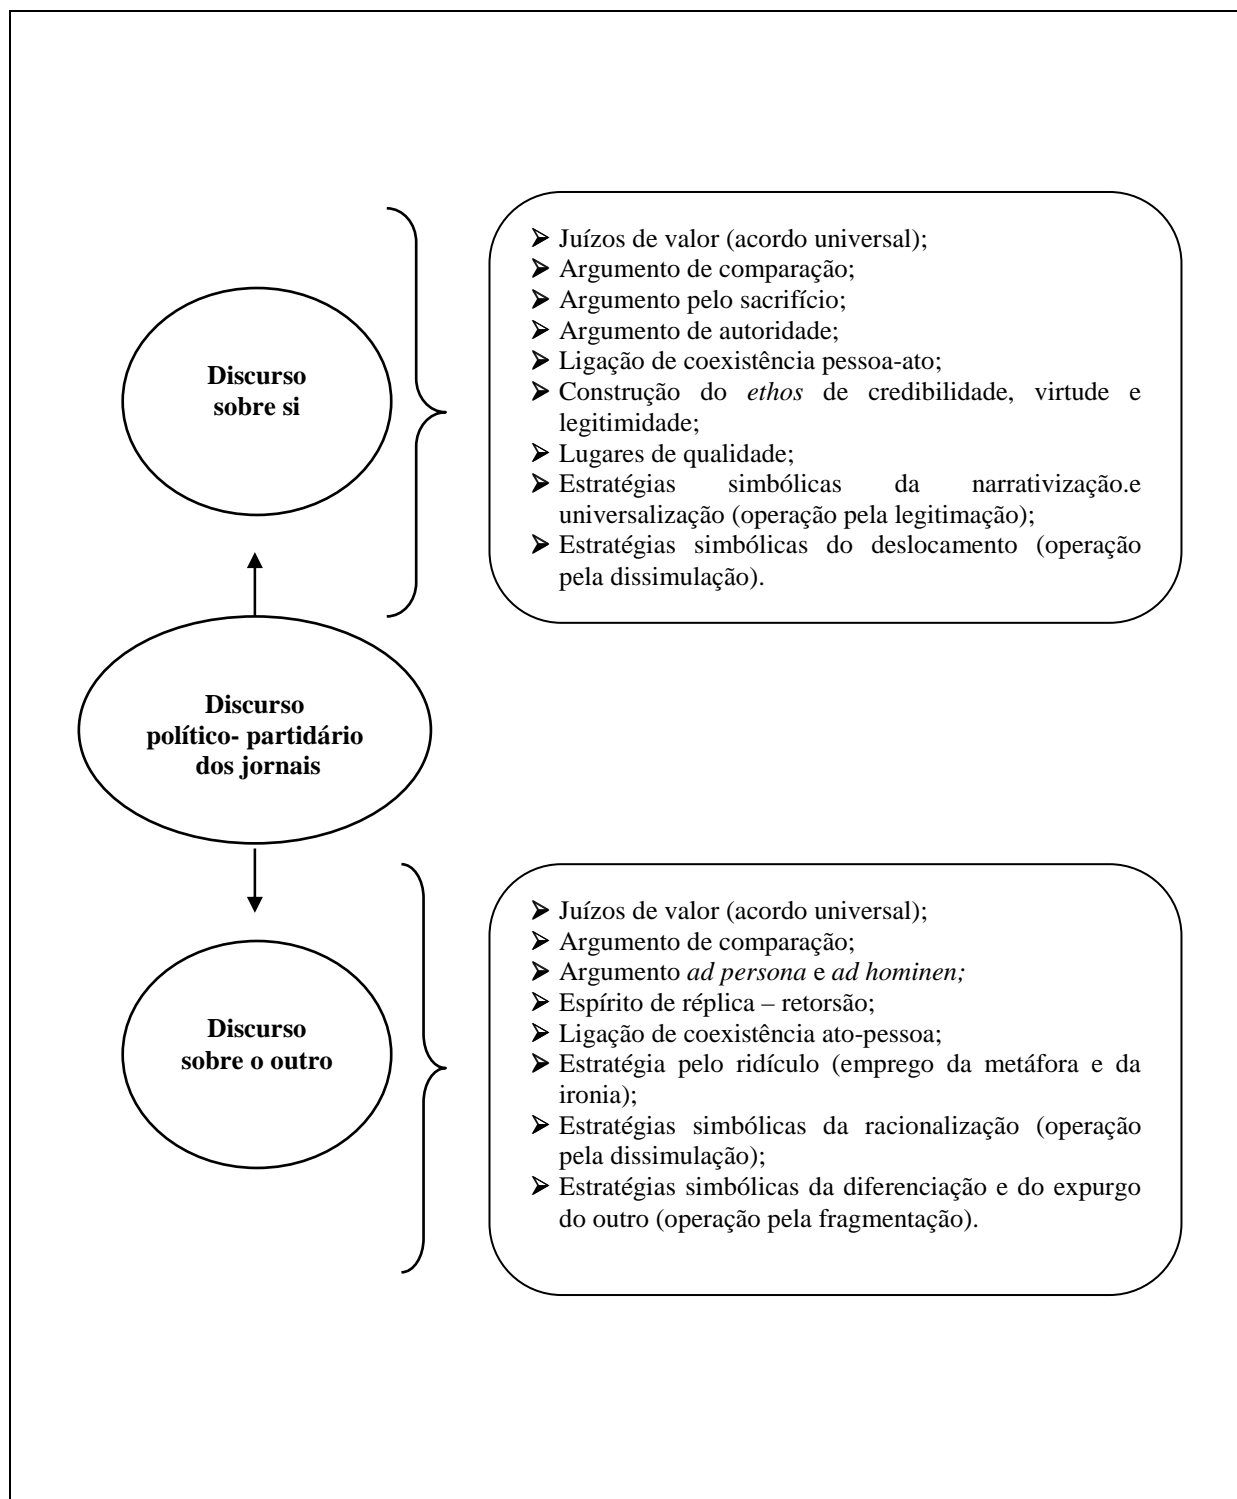 Discurso
sobre si
➢ Juízos de valor (acordo universal);
➢ Argumento de comparação;
➢ Argumento pelo sacrifício;
➢ Argumento de autoridade;
➢ Ligação de coexistência pessoa-ato;
➢ Construção do ethos de credibilidade, virtude e
legitimidade;
➢ Lugares de qualidade;
➢ Estratégias simbólicas da narrativização.e
universalização (operação pela legitimação);
➢ Estratégias simbólicas do deslocamento (operação
pela dissimulação).
Discurso
político- partidário
dos jornais
Discurso
sobre o outro
➢ Juízos de valor (acordo universal);
➢ Argumento de comparação;
➢ Argumento ad persona e ad hominen;
➢ Espírito de réplica – retorsão;
➢ Ligação de coexistência ato-pessoa;
➢ Estratégia pelo ridículo (emprego da metáfora e da
ironia);
➢ Estratégias simbólicas da racionalização (operação
pela dissimulação);
➢ Estratégias simbólicas da diferenciação e do expurgo
do outro (operação pela fragmentação).